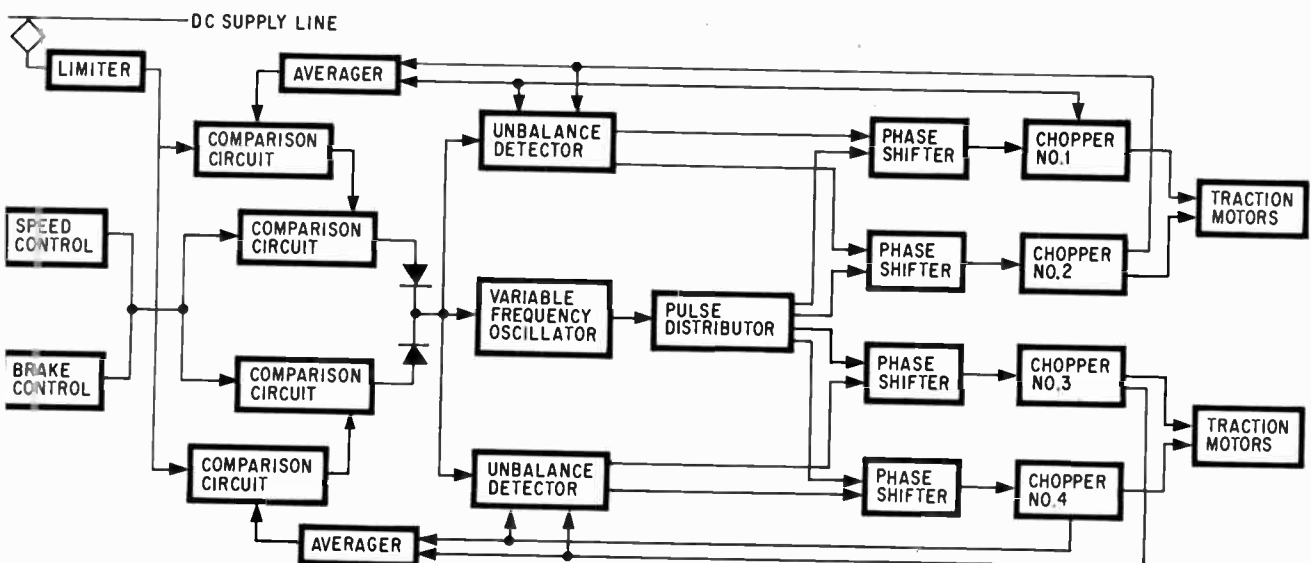 DC SUPPLY LINE
LIMITER
AVERAGER
COMPARISON
CIRCUIT
UNBALANCE
DETECTOR
PHASE
SHIFTER
CHOPPER
NO.1
TRACTION
MOTORS
SPEED
CONTROL
COMPARISON
CIRCUIT
PHASE
SHIFTER
CHOPPER
NO.2
VARIABLE
FREQUENCY
OSCILLATOR
PULSE
DISTRIBUTOR
BRAKE
CONTROL
COMPARISON
CIRCUIT
PHASE
SHIFTER
CHOPPER
NO.3
TRACTION
MOTORS
COMPARISON
CIRCUIT
UNBALANCE
DETECTOR
PHASE
SHIFTER
CHOPPER
NO.4
AVERAGER